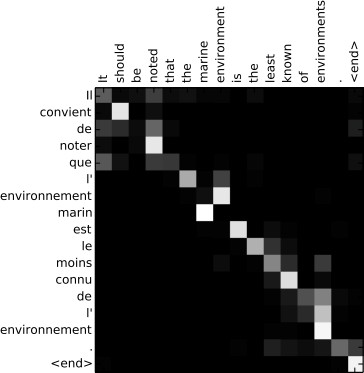 It should be noted that the marine environment is the least known of environments . <end>
Il
convient
de
noter
que
l'
environnement
marin
est
le
moins
connu
de
l'
environnement
.
<end>